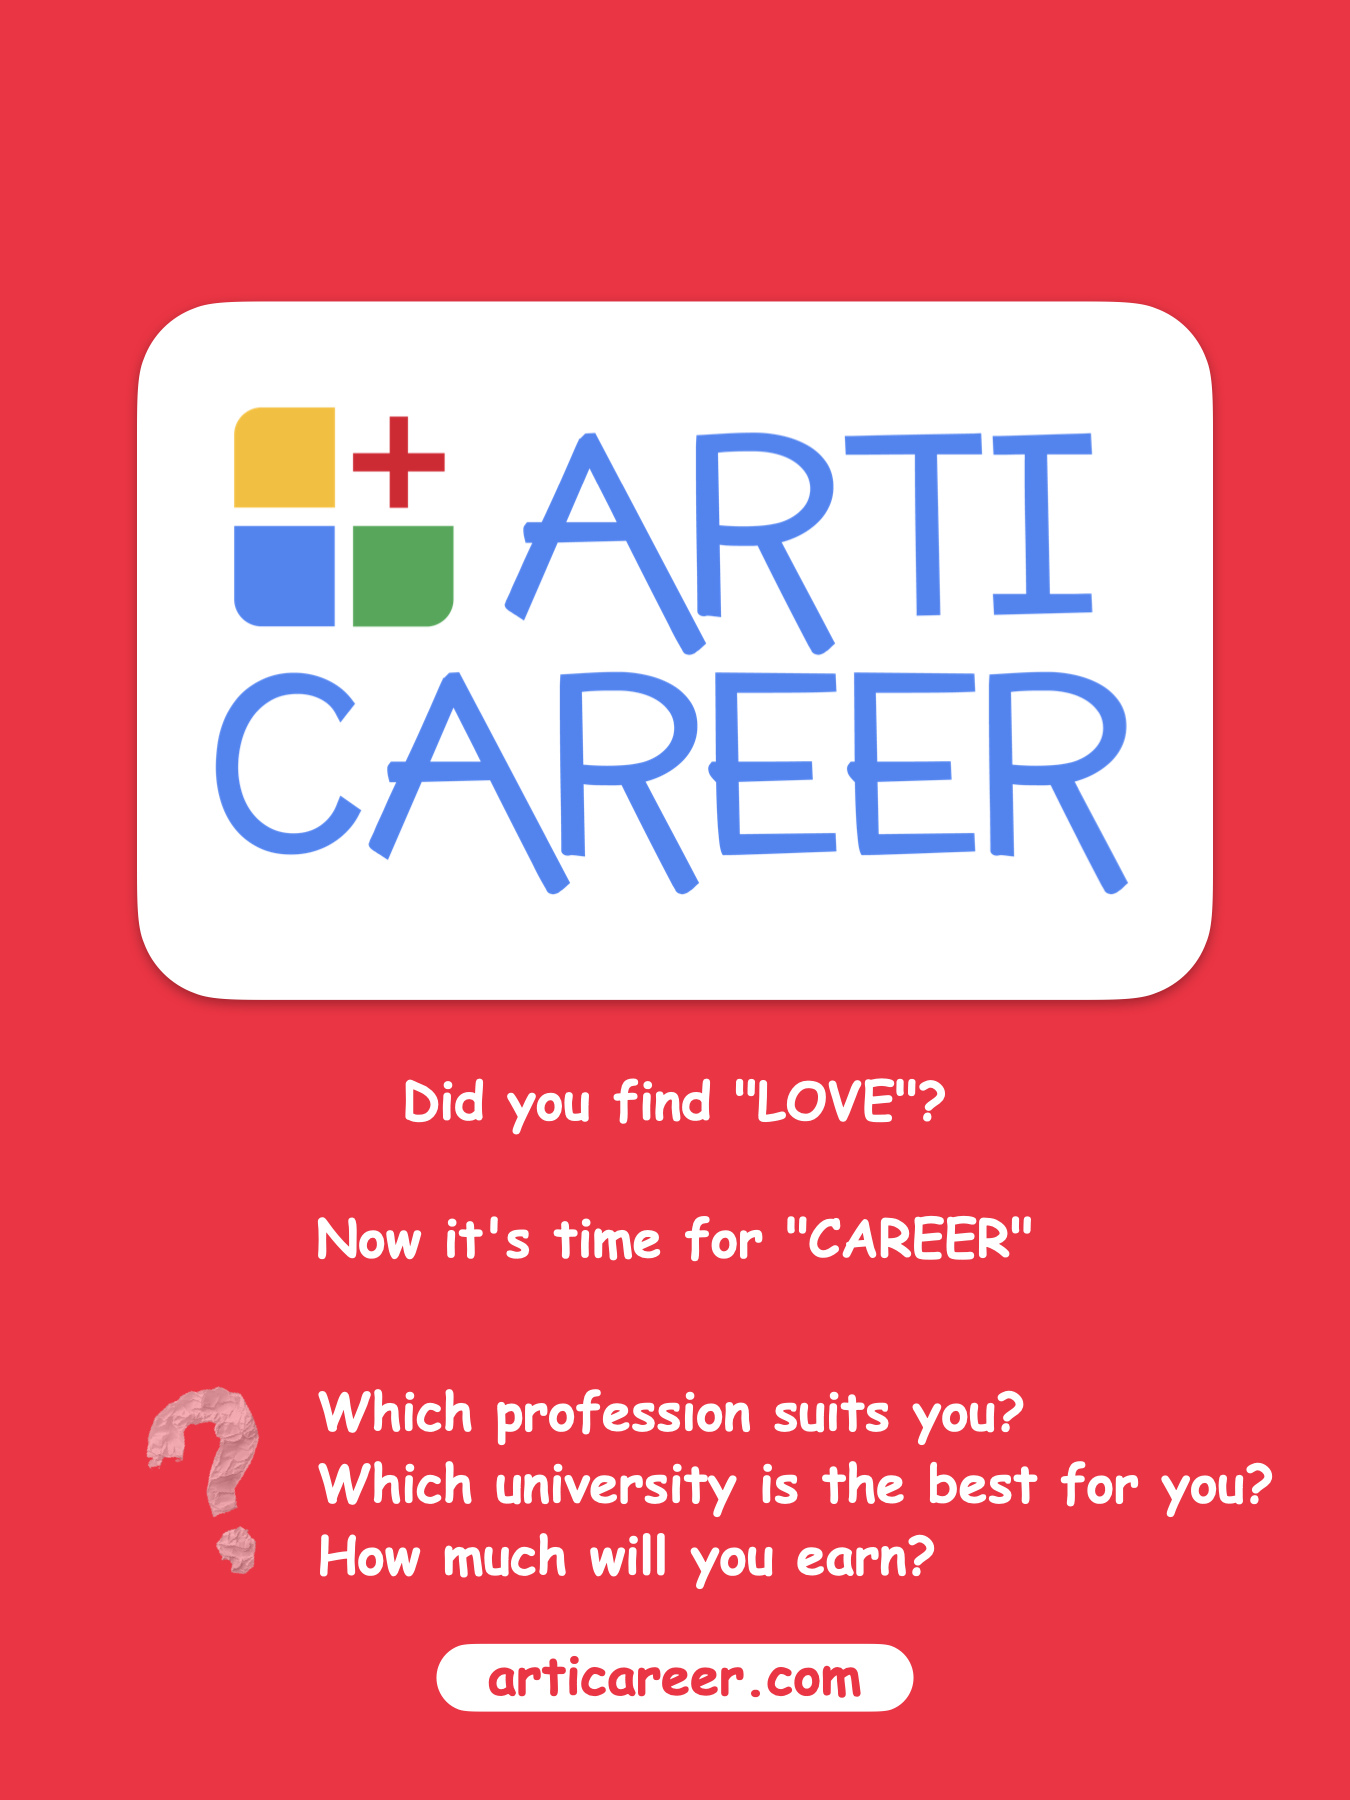 ARTI
CAREER
Did you find "LOVE"?
Now it's time for "CAREER"
Which profession suits you?
Which university is the best for you?
How much will you earn?
articareer.com